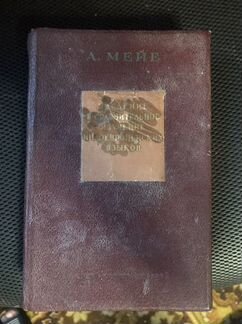 А. МЕЙЕ
ВВЕДЕНИЕ
В СРАВНИТЕЛЬНОЕ
ИЗУЧЕНИЕ
ИНДОЕВРОПЕЙСКИХ
ЯЗЫКОВ